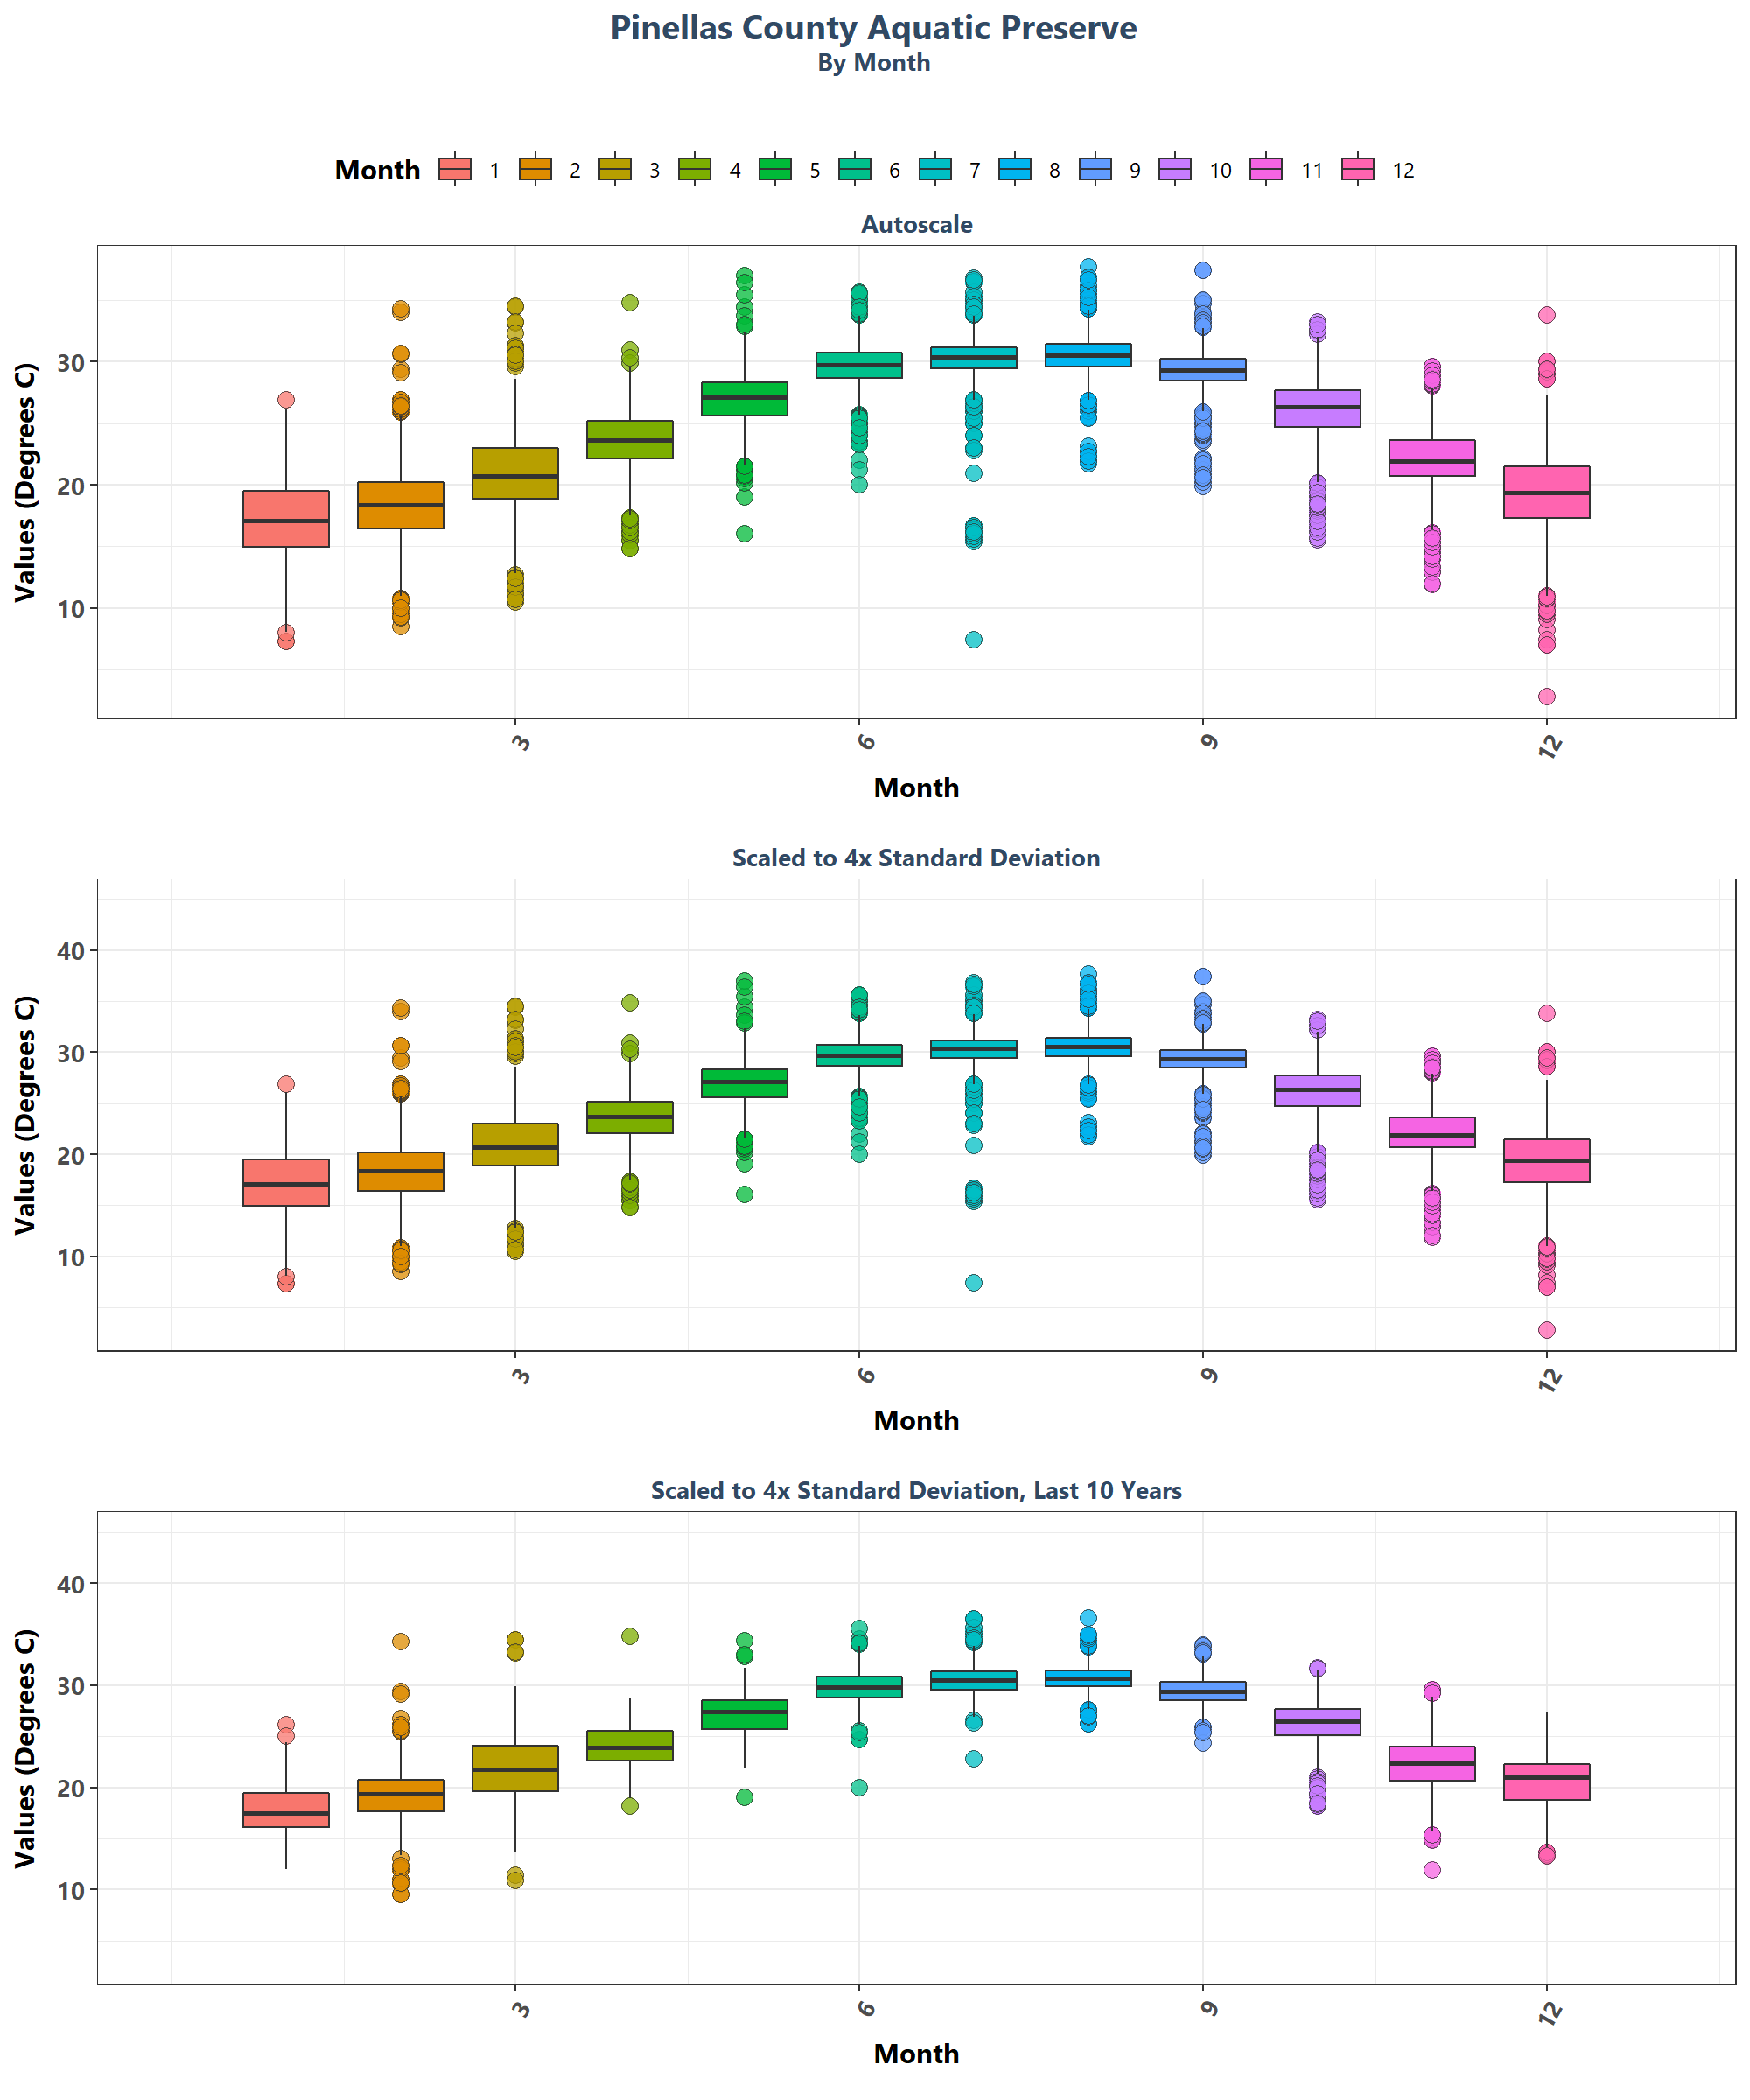 Pinellas County Aquatic Preserve
By Month
Month 1 2 3 4 5 6 7 8 9 10 11 12
Autoscale
Values (Degrees C)
30
20
10
3 6 9 12
Month
Scaled to 4x Standard Deviation
Values (Degrees C)
40
30
20
10
3 6 9 12
Month
Scaled to 4x Standard Deviation, Last 10 Years
Values (Degrees C)
40
30
20
10
3 6 9 12
Month